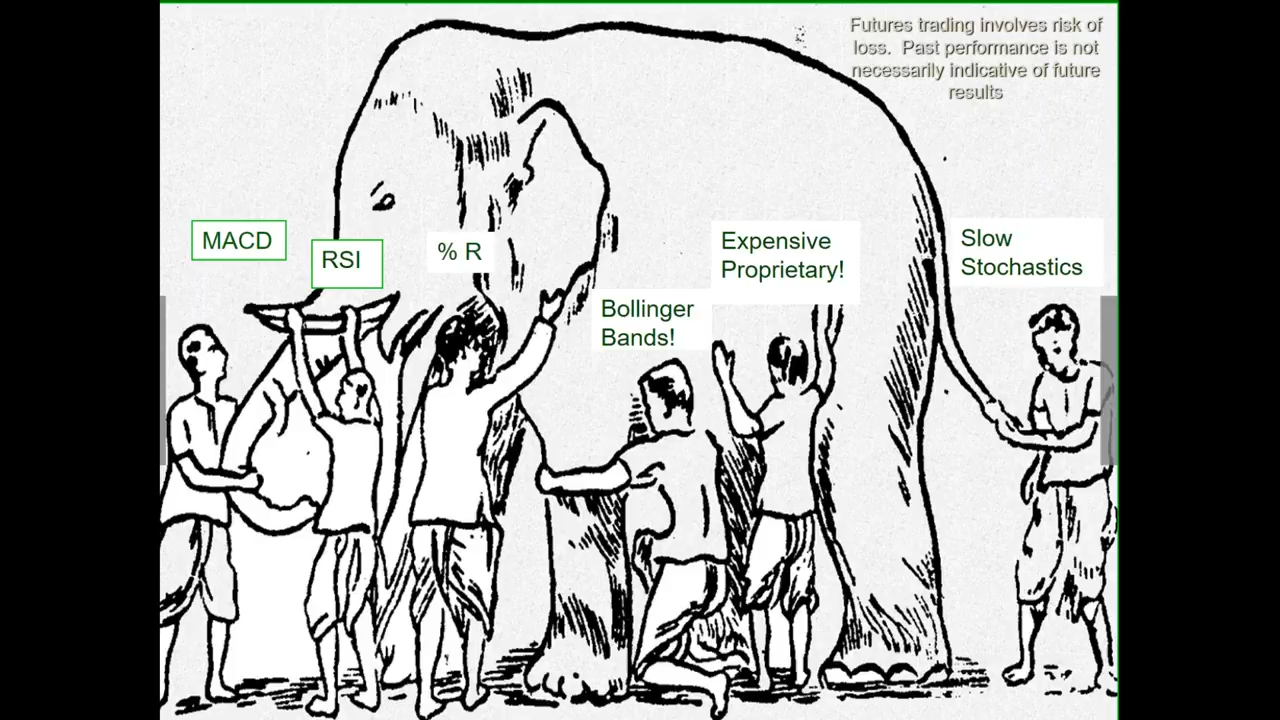 Futures trading involves risk of
loss. Past performance is not
necessarily indicative of future
results
MACD
RSI
% R
Bollinger
Bands!
Expensive
Proprietary!
Slow
Stochastics